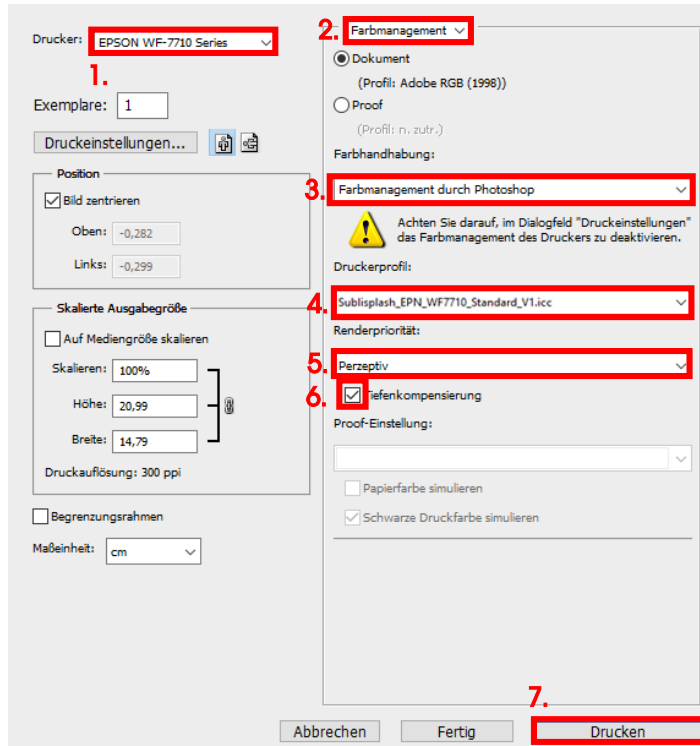 Drucker: EPSON WF-7710 Series
1.
Exemplare: 1
Druckeinstellungen...
Position
Bild zentrieren
Oben: -0,282
Links: -0,299
Skalierte Ausgabegröße
Auf Mediengröße skalieren
Skalieren: 100%
Höhe: 20,99
Breite: 14,79
Druckauflösung: 300 ppi
Begrenzungsrahmen
Maßeinheit: cm
2. Farbmanagement
Dokument
(Profil: Adobe RGB (1998))
Proof
(Profil: n. zutr.)
Farbhandhabung:
3. Farbmanagement durch Photoshop
Achten Sie darauf, im Dialogfeld "Druckeinstellungen"
das Farbmanagement des Druckers zu deaktivieren.
Druckerprofil:
4. Sublisplash_EPN_WF7710_Standard_V1.icc
Renderpriorität:
5. Perzeptiv
6. Tiefenkompensierung
Proof-Einstellung:
Papierfarbe simulieren
Schwarze Druckfarbe simulieren
7.
Abbrechen Fertig Drucken